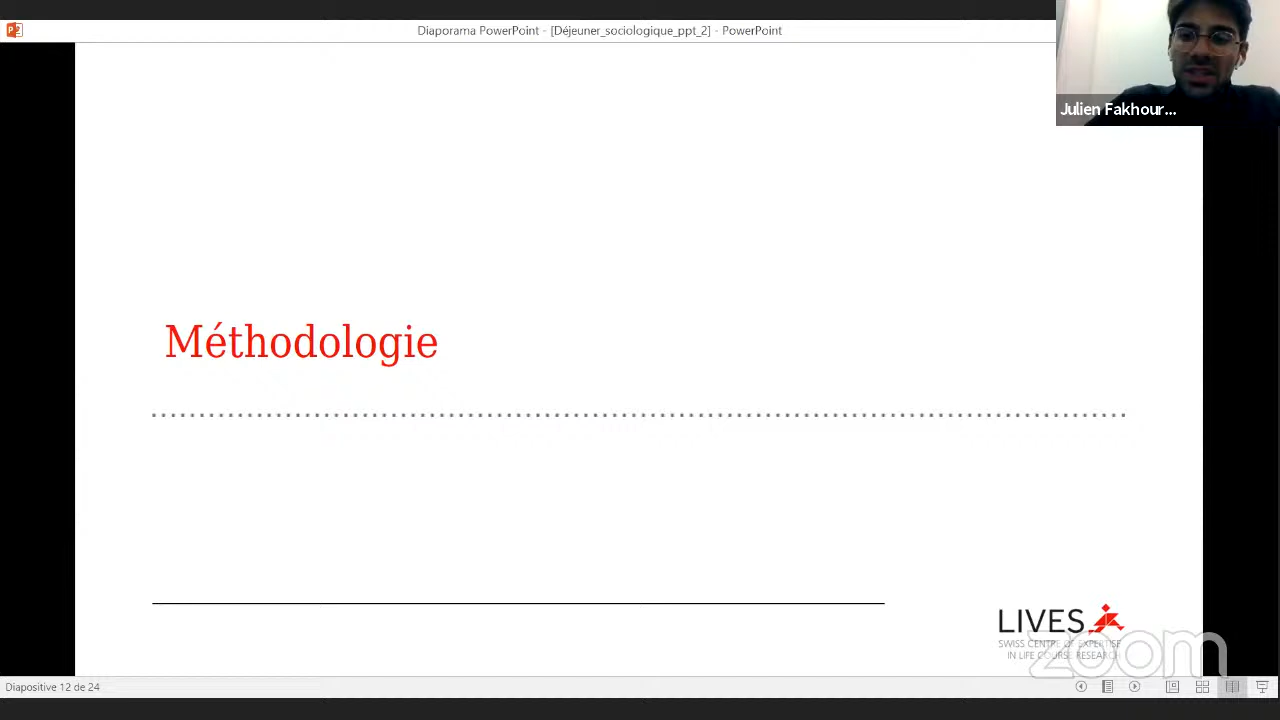 Diaporama PowerPoint - [Déjeuner_sociologique_ppt_2] - PowerPoint
Julien Fakhour...
Méthodologie
LIVES
SWISS CENTRE OF EXPERTISE
IN LIFE COURSE RESEARCH
zoom
Diapositive 12 de 24